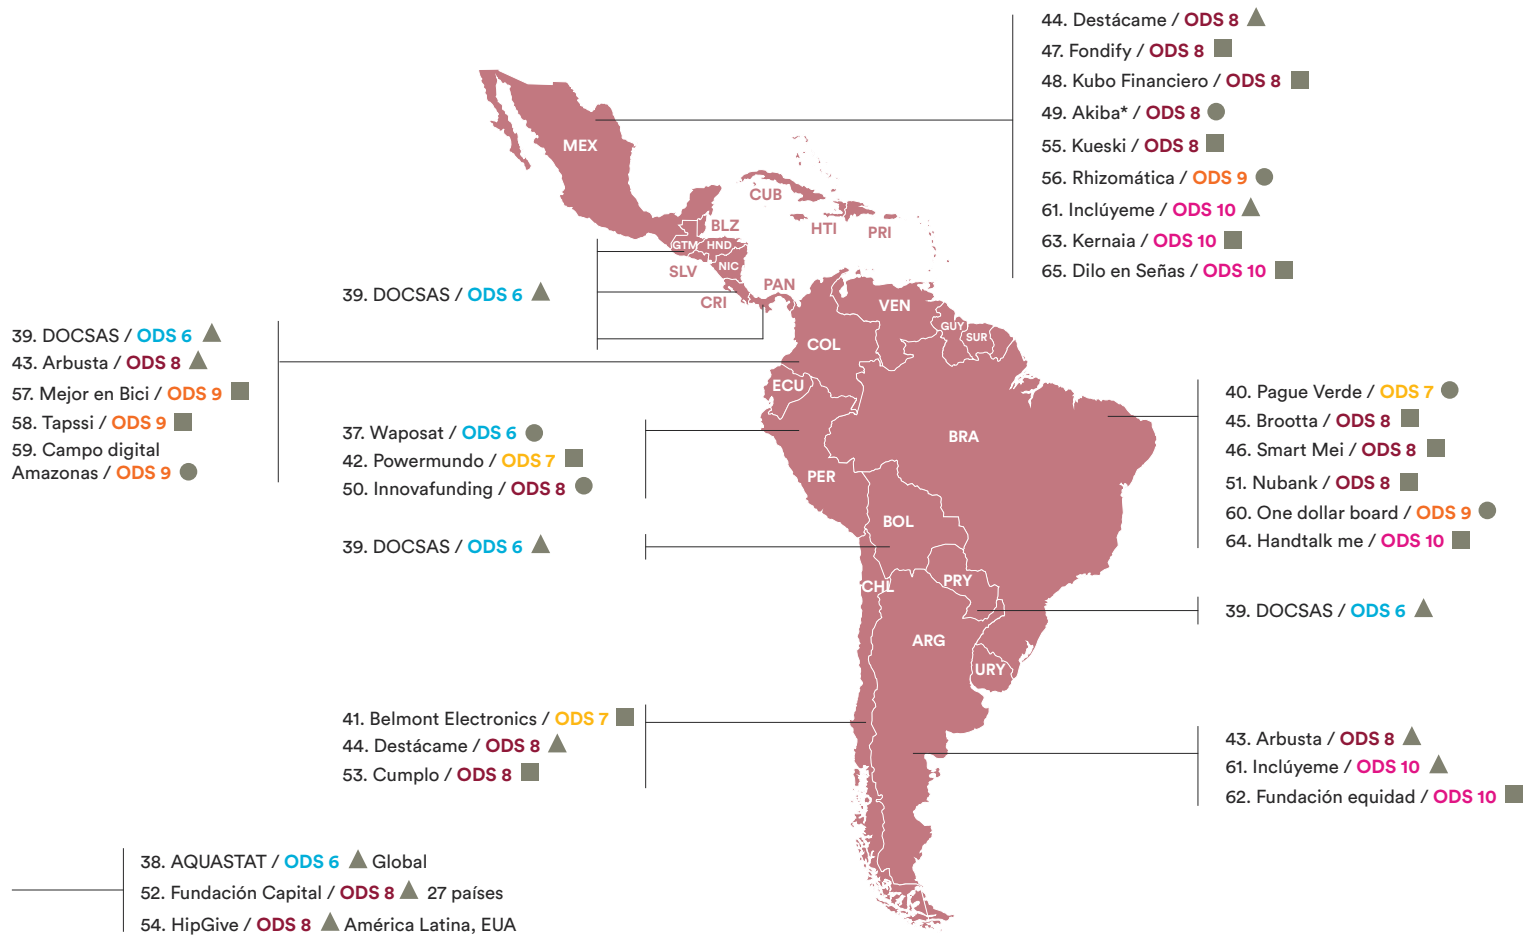 44. Destácame / ODS 8
47. Fondify / ODS 8
48. Kubo Financiero / ODS 8
49. Akiba* / ODS 8
55. Kueski / ODS 8
56. Rhizomática / ODS 9
61. Inclúyeme / ODS 10
63. Kernaia / ODS 10
65. Dilo en Señas / ODS 10
MEX
CUB
BLZ
HTI
PRI
GTM
HND
SLV
NIC
CRI
PAN
39. DOCSAS / ODS 6
VEN
GUY
SUR
COL
ECU
BRA
PER
BOL
CHL
PRY
ARG
URY
39. DOCSAS / ODS 6
43. Arbusta / ODS 8
57. Mejor en Bici / ODS 9
58. Tapssi / ODS 9
59. Campo digital
Amazonas / ODS 9
37. Waposat / ODS 6
42. Powermundo / ODS 7
50. Innovafunding / ODS 8
39. DOCSAS / ODS 6
40. Pague Verde / ODS 7
45. Brootta / ODS 8
46. Smart Mei / ODS 8
51. Nubank / ODS 8
60. One dollar board / ODS 9
64. Handtalk me / ODS 10
39. DOCSAS / ODS 6
41. Belmont Electronics / ODS 7
44. Destácame / ODS 8
53. Cumplo / ODS 8
43. Arbusta / ODS 8
61. Inclúyeme / ODS 10
62. Fundación equidad / ODS 10
38. AQUASTAT / ODS 6 Global
52. Fundación Capital / ODS 8 27 países
54. HipGive / ODS 8 América Latina, EUA